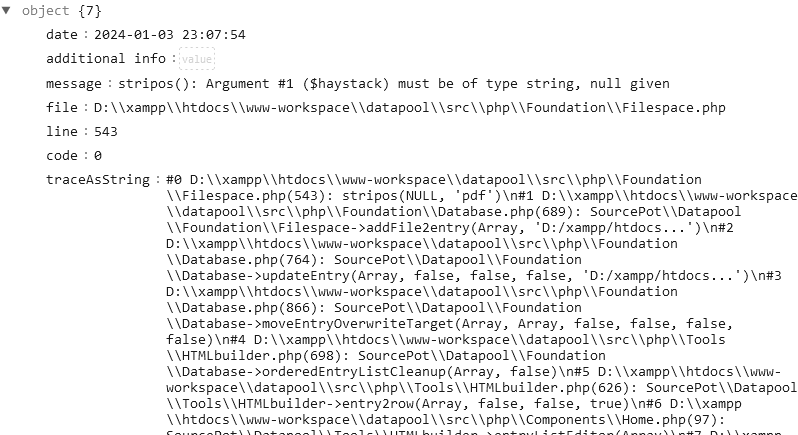 ▼ object {7}
date : 2024-01-03 23:07:54
additional info : value
message : stripos(): Argument #1 ($haystack) must be of type string, null given
file : D:\\xampp\\htdocs\\www-workspace\\datapool\\src\\php\\Foundation\\Filespace.php
line : 543
code : 0
traceAsString : #0 D:\\xampp\\htdocs\\www-workspace\\datapool\\src\\php\\Foundation
\\Filespace.php(543): stripos(NULL, 'pdf')\n#1 D:\\xampp\\htdocs\\www-workspace
\\datapool\\src\\php\\Foundation\\Database.php(689): SourcePot\\Datapool
\\Foundation\\Filespace->addFile2entry(Array, 'D:/xampp/htdocs...')\n#2
D:\\xampp\\htdocs\\www-workspace\\datapool\\src\\php\\Foundation
\\Database.php(764): SourcePot\\Datapool\\Foundation
\\Database->updateEntry(Array, false, false, false, 'D:/xampp/htdocs...')\n#3
D:\\xampp\\htdocs\\www-workspace\\datapool\\src\\php\\Foundation
\\Database.php(866): SourcePot\\Datapool\\Foundation
\\Database->moveEntryOverwriteTarget(Array, Array, false, false, false,
false)\n#4 D:\\xampp\\htdocs\\www-workspace\\datapool\\src\\php\\Tools
\\HTMLbuilder.php(698): SourcePot\\Datapool\\Foundation
\\Database->orderedEntryListCleanup(Array, false)\n#5 D:\\xampp\\htdocs\\www-
workspace\\datapool\\src\\php\\Tools\\HTMLbuilder.php(626): SourcePot\\Datapool
\\Tools\\HTMLbuilder->entry2row(Array, false, false, true)\n#6 D:\\xampp
\\htdocs\\www-workspace\\datapool\\src\\php\\Components\\Home.php(97):
SourcePot\\Datapool\\Tools\\HTMLbuilder->entryListEditor(Array)\n#7 D:\\xampp